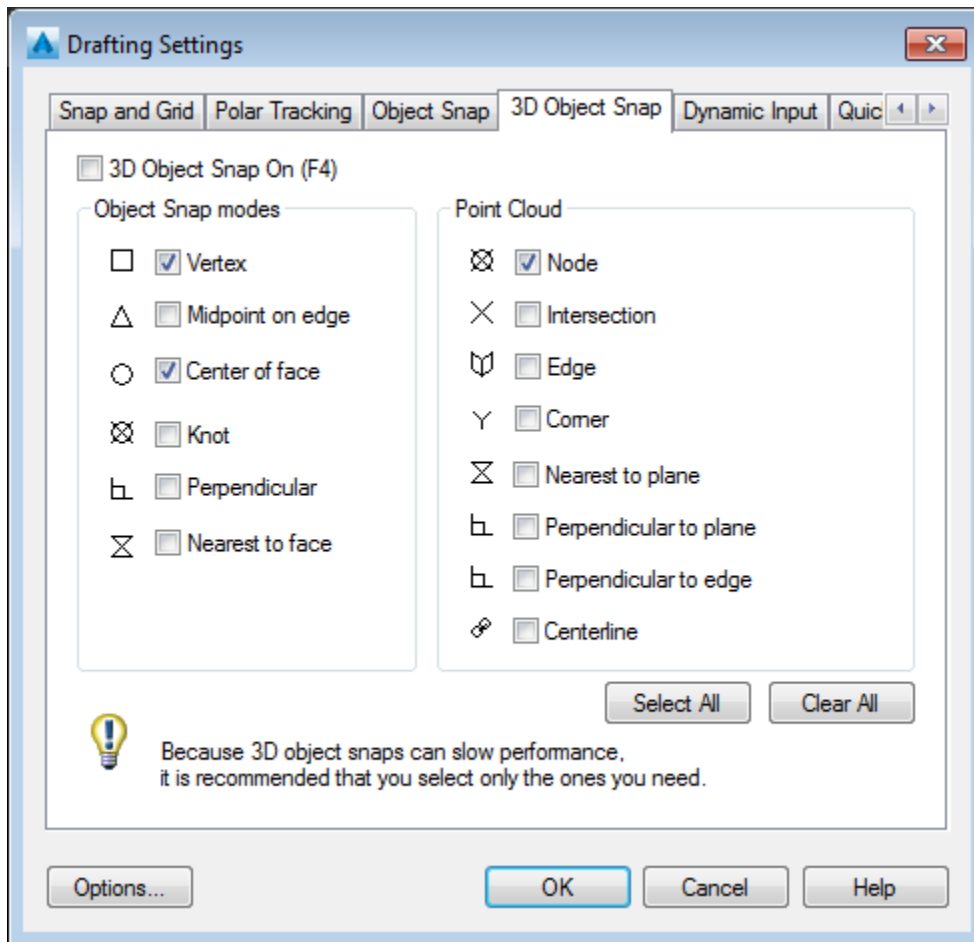 Drafting Settings
Snap and Grid
Polar Tracking
Object Snap
3D Object Snap
Dynamic Input
Quic
3D Object Snap On (F4)
Object Snap modes
Vertex
Midpoint on edge
Center of face
Knot
Perpendicular
Nearest to face
Point Cloud
Node
Intersection
Edge
Corner
Nearest to plane
Perpendicular to plane
Perpendicular to edge
Centerline
Select All
Clear All
Because 3D object snaps can slow performance,
it is recommended that you select only the ones you need.
Options...
OK
Cancel
Help